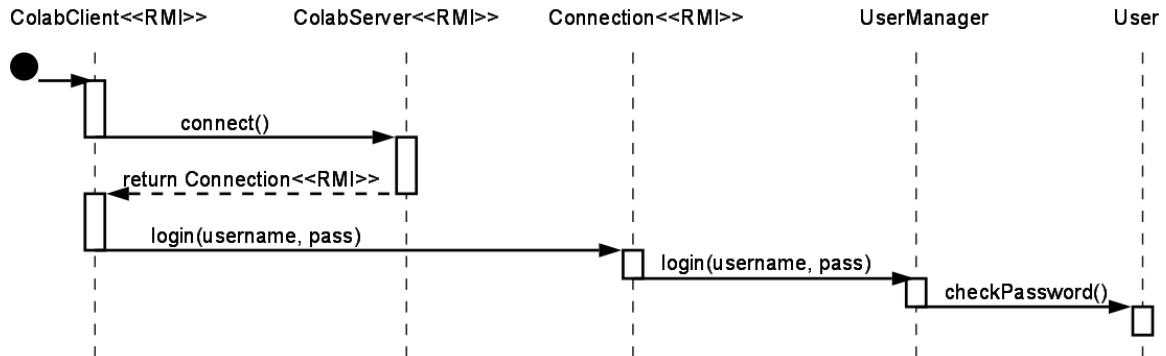 ColabClient<<RMI>> ColabServer<<RMI>> Connection<<RMI>> UserManager User
connect()
return Connection<<RMI>>
login(username, pass)
login(username, pass)
checkPassword()